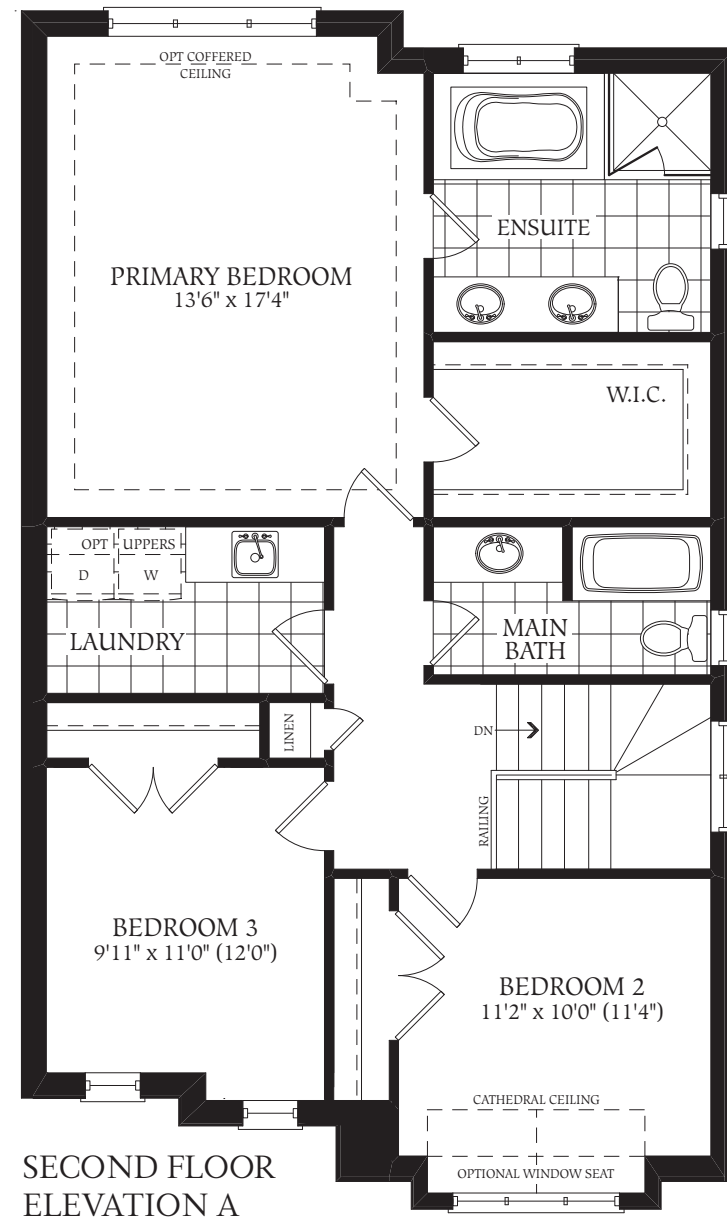 OPT COFFERED
CEILING
ENSUITE
PRIMARY BEDROOM
13'6" x 17'4"
W.I.C.
OPT UPPERS
D W
LAUNDRY
MAIN
BATH
LINEN
DN
RAILING
BEDROOM 3
9'11" x 11'0" (12'0")
BEDROOM 2
11'2" x 10'0" (11'4")
CATHEDRAL CEILING
OPTIONAL WINDOW SEAT
SECOND FLOOR
ELEVATION A